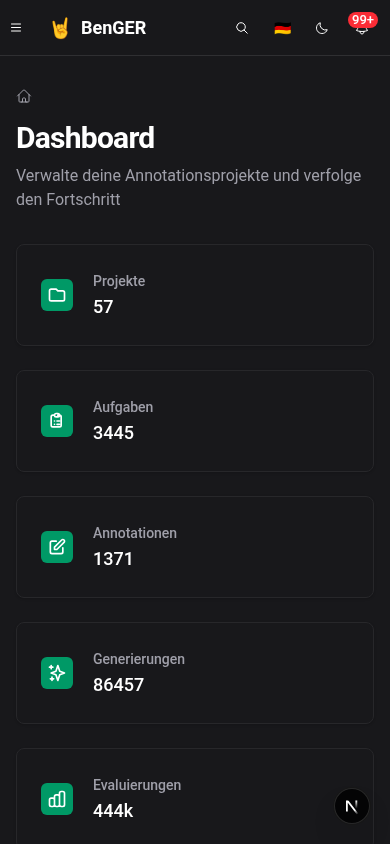 BenGER
99+
Dashboard
Verwalte deine Annotationsprojekte und verfolge
den Fortschritt
Projekte
57
Aufgaben
3445
Annotationen
1371
Generierungen
86457
Evaluierungen
444k
N